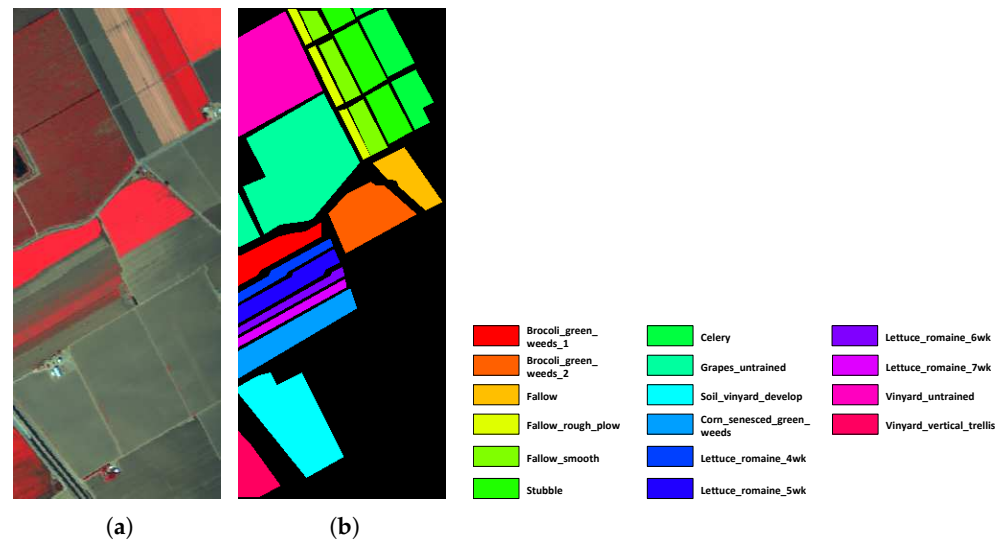 Brocoli_green_
weeds_1
Brocoli_green_
weeds_2
Fallow
Fallow_rough_plow
Fallow_smooth
Stubble
Celery
Grapes_untrained
Soil_vinyard_develop
Corn_senesced_green_
weeds
Lettuce_romaine_4wk
Lettuce_romaine_5wk
Lettuce_romaine_6wk
Lettuce_romaine_7wk
Vinyard_untrained
Vinyard_vertical_trellis
(a)
(b)